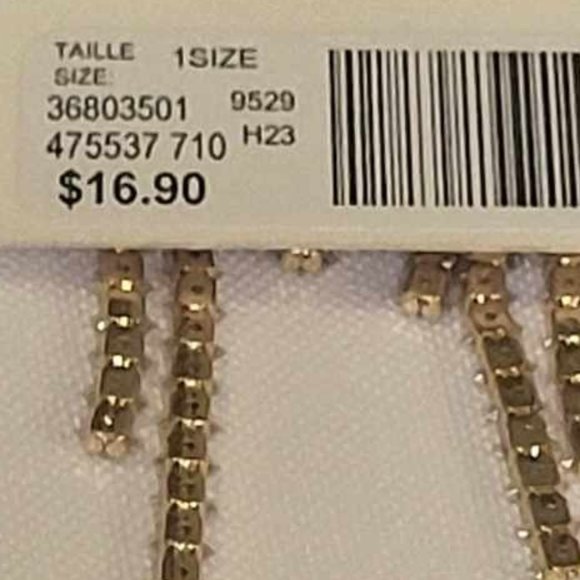 TAILLE 1SIZE
SIZE:
36803501 9529
475537 710 H23
$16.90